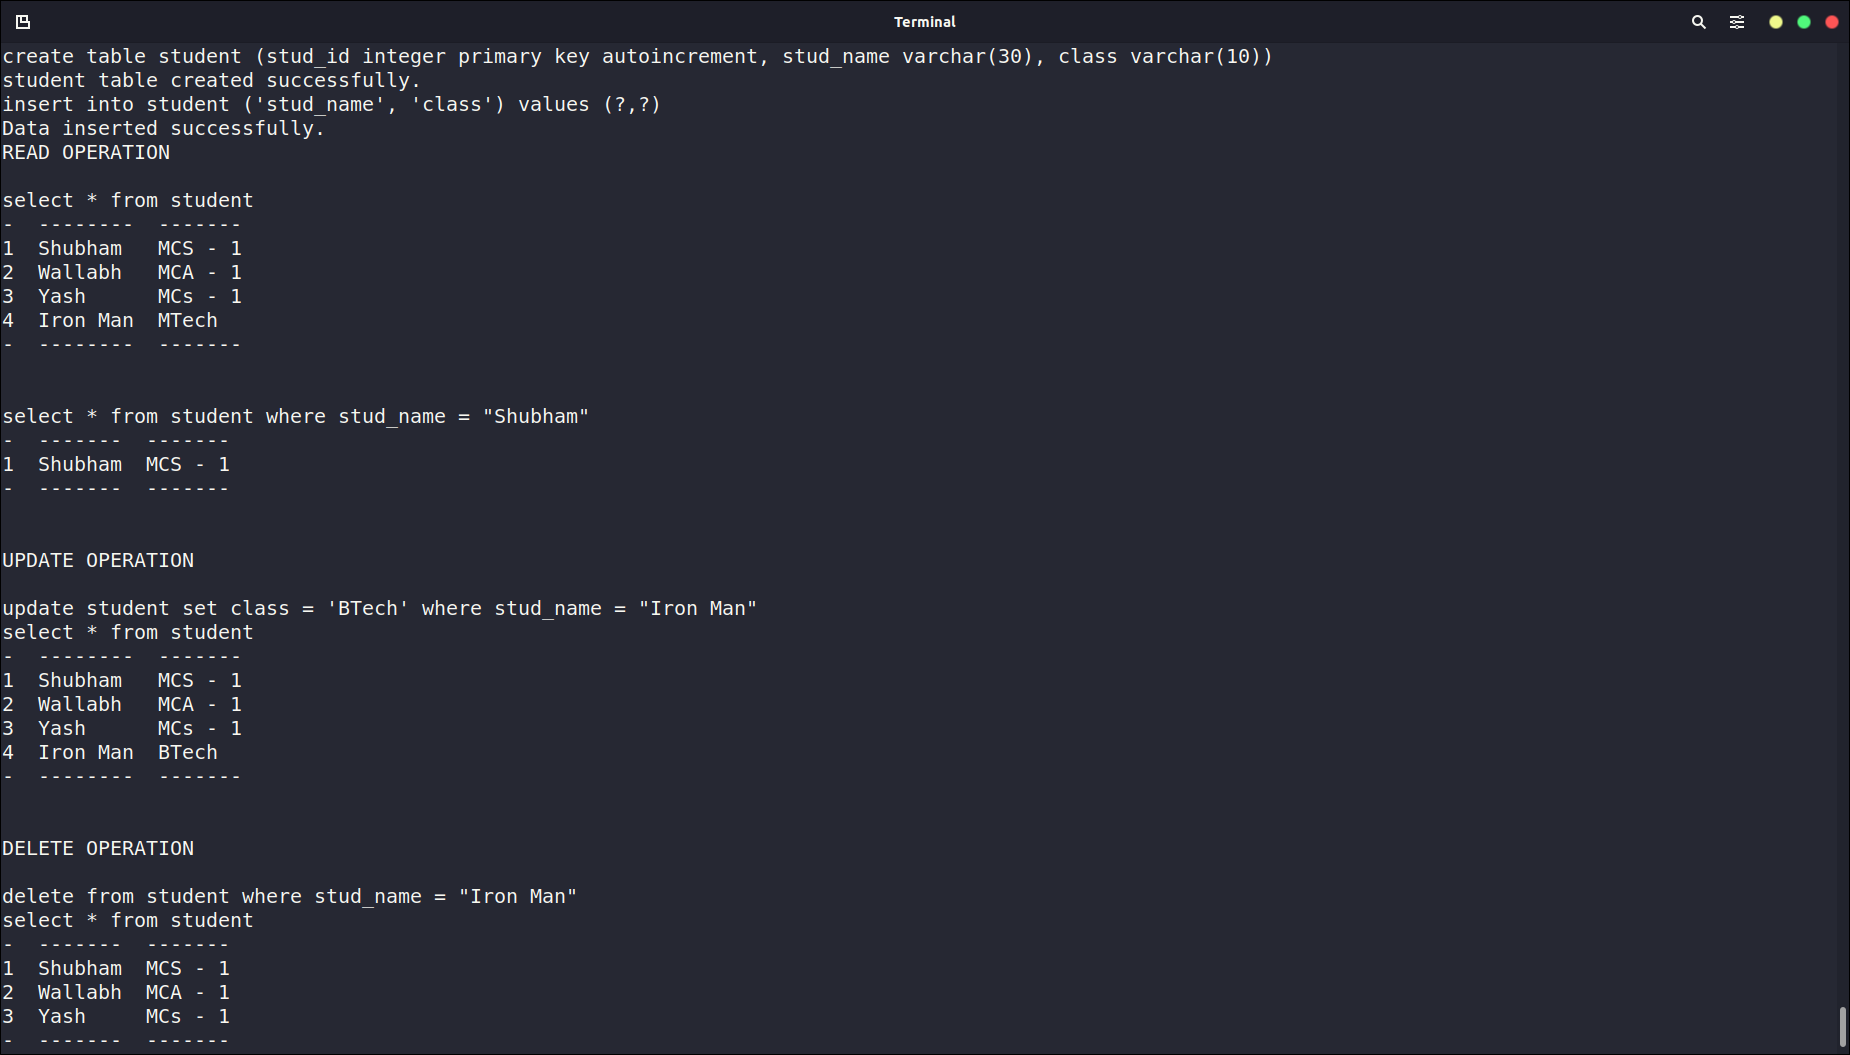 Terminal
create table student (stud_id integer primary key autoincrement, stud_name varchar(30), class varchar(10))
student table created successfully.
insert into student ('stud_name', 'class') values (?,?)
Data inserted successfully.
READ OPERATION
select * from student
-  --------  -------
1  Shubham   MCS - 1
2  Wallabh   MCA - 1
3  Yash      MCs - 1
4  Iron Man  MTech
-  --------  -------
select * from student where stud_name = "Shubham"
-  -------  -------
1  Shubham  MCS - 1
-  -------  -------
UPDATE OPERATION
update student set class = 'BTech' where stud_name = "Iron Man"
select * from student
-  --------  -------
1  Shubham   MCS - 1
2  Wallabh   MCA - 1
3  Yash      MCs - 1
4  Iron Man  BTech
-  --------  -------
DELETE OPERATION
delete from student where stud_name = "Iron Man"
select * from student
-  -------  -------
1  Shubham  MCS - 1
2  Wallabh  MCA - 1
3  Yash     MCs - 1
-  -------  -------